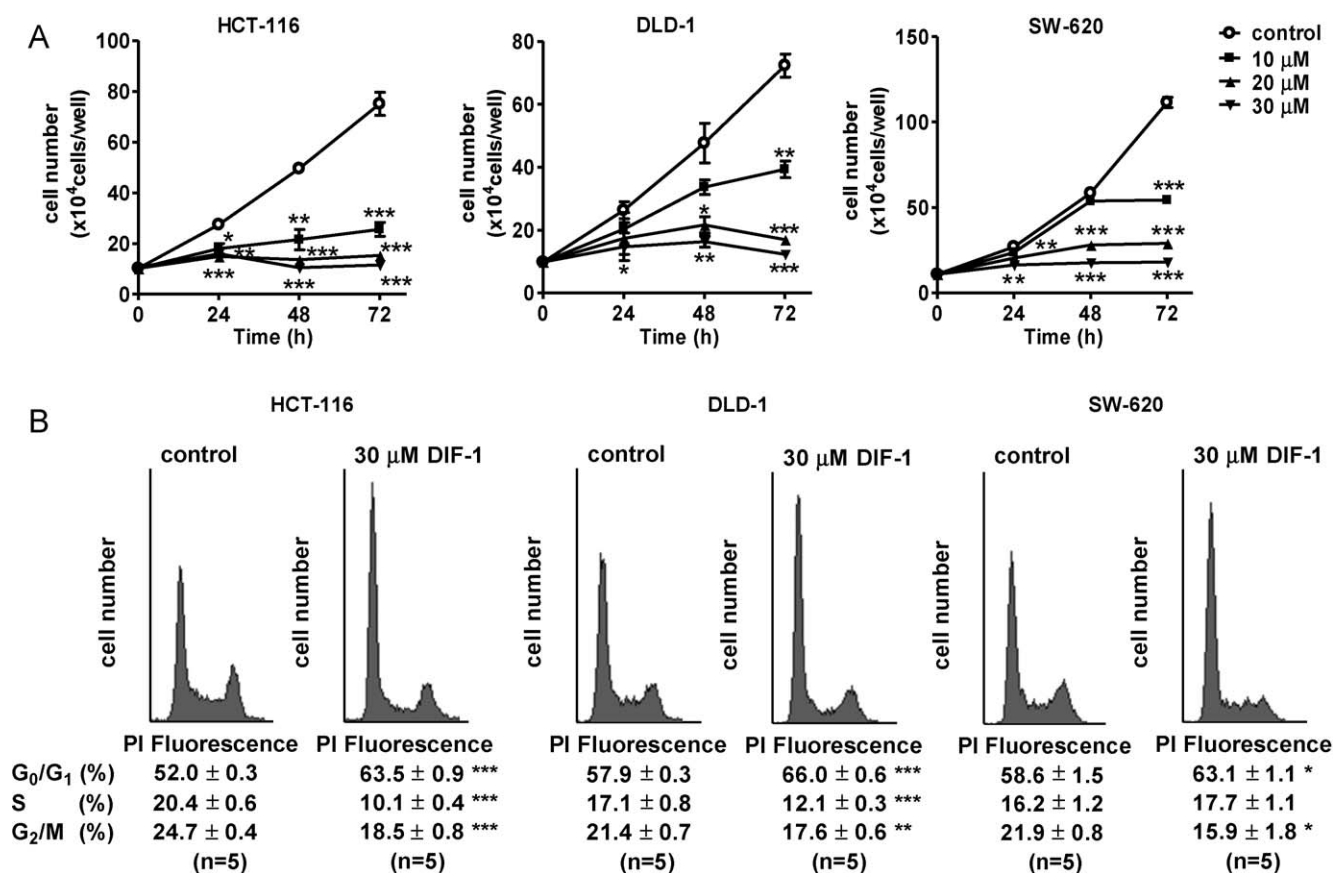 A
HCT-116
cell number
(x10⁴cells/well)
100
80
60
40
20
0
* ** ***
** *** ***
*** *** ***
0 24 48 72
Time (h)
DLD-1
cell number
(x10⁴cells/well)
80
60
40
20
0
**
* ***
* ** ***
0 24 48 72
Time (h)
SW-620
cell number
(x10⁴cells/well)
150
100
50
0
***
** *** ***
** *** ***
0 24 48 72
Time (h)
control
10 μM
20 μM
30 μM
B
HCT-116 DLD-1 SW-620
control 30 μM DIF-1 control 30 μM DIF-1 control 30 μM DIF-1
cell number cell number cell number cell number cell number cell number
PI Fluorescence PI Fluorescence PI Fluorescence PI Fluorescence PI Fluorescence PI Fluorescence
G₀/G₁ (%) 52.0 ± 0.3 63.5 ± 0.9 *** 57.9 ± 0.3 66.0 ± 0.6 *** 58.6 ± 1.5 63.1 ± 1.1 *
S (%) 20.4 ± 0.6 10.1 ± 0.4 *** 17.1 ± 0.8 12.1 ± 0.3 *** 16.2 ± 1.2 17.7 ± 1.1
G₂/M (%) 24.7 ± 0.4 18.5 ± 0.8 *** 21.4 ± 0.7 17.6 ± 0.6 ** 21.9 ± 0.8 15.9 ± 1.8 *
(n=5) (n=5) (n=5) (n=5) (n=5) (n=5)